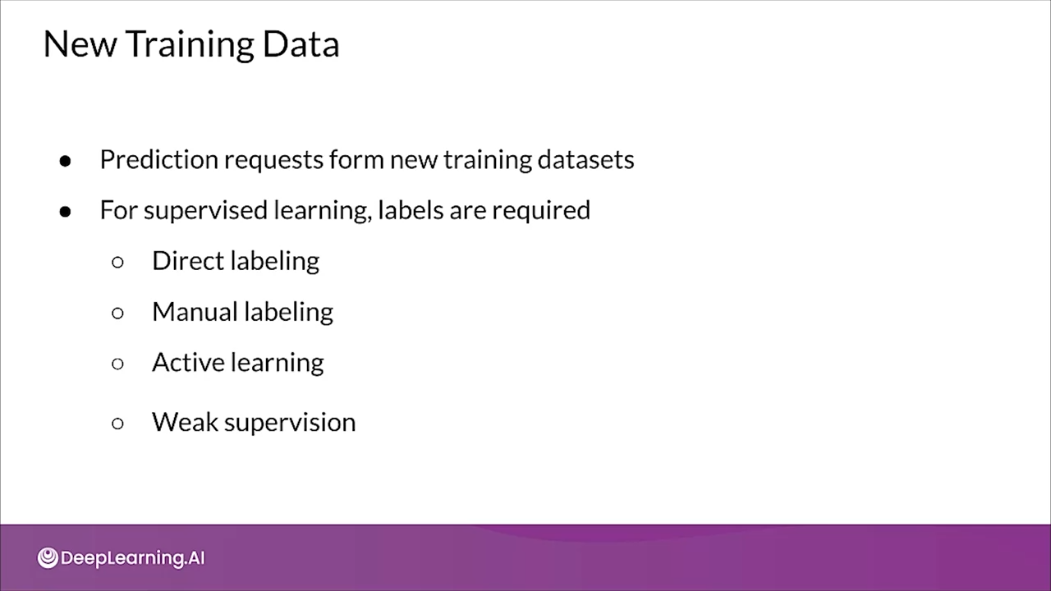 New Training Data
● Prediction requests form new training datasets
● For supervised learning, labels are required
○ Direct labeling
○ Manual labeling
○ Active learning
○ Weak supervision
DeepLearning.AI